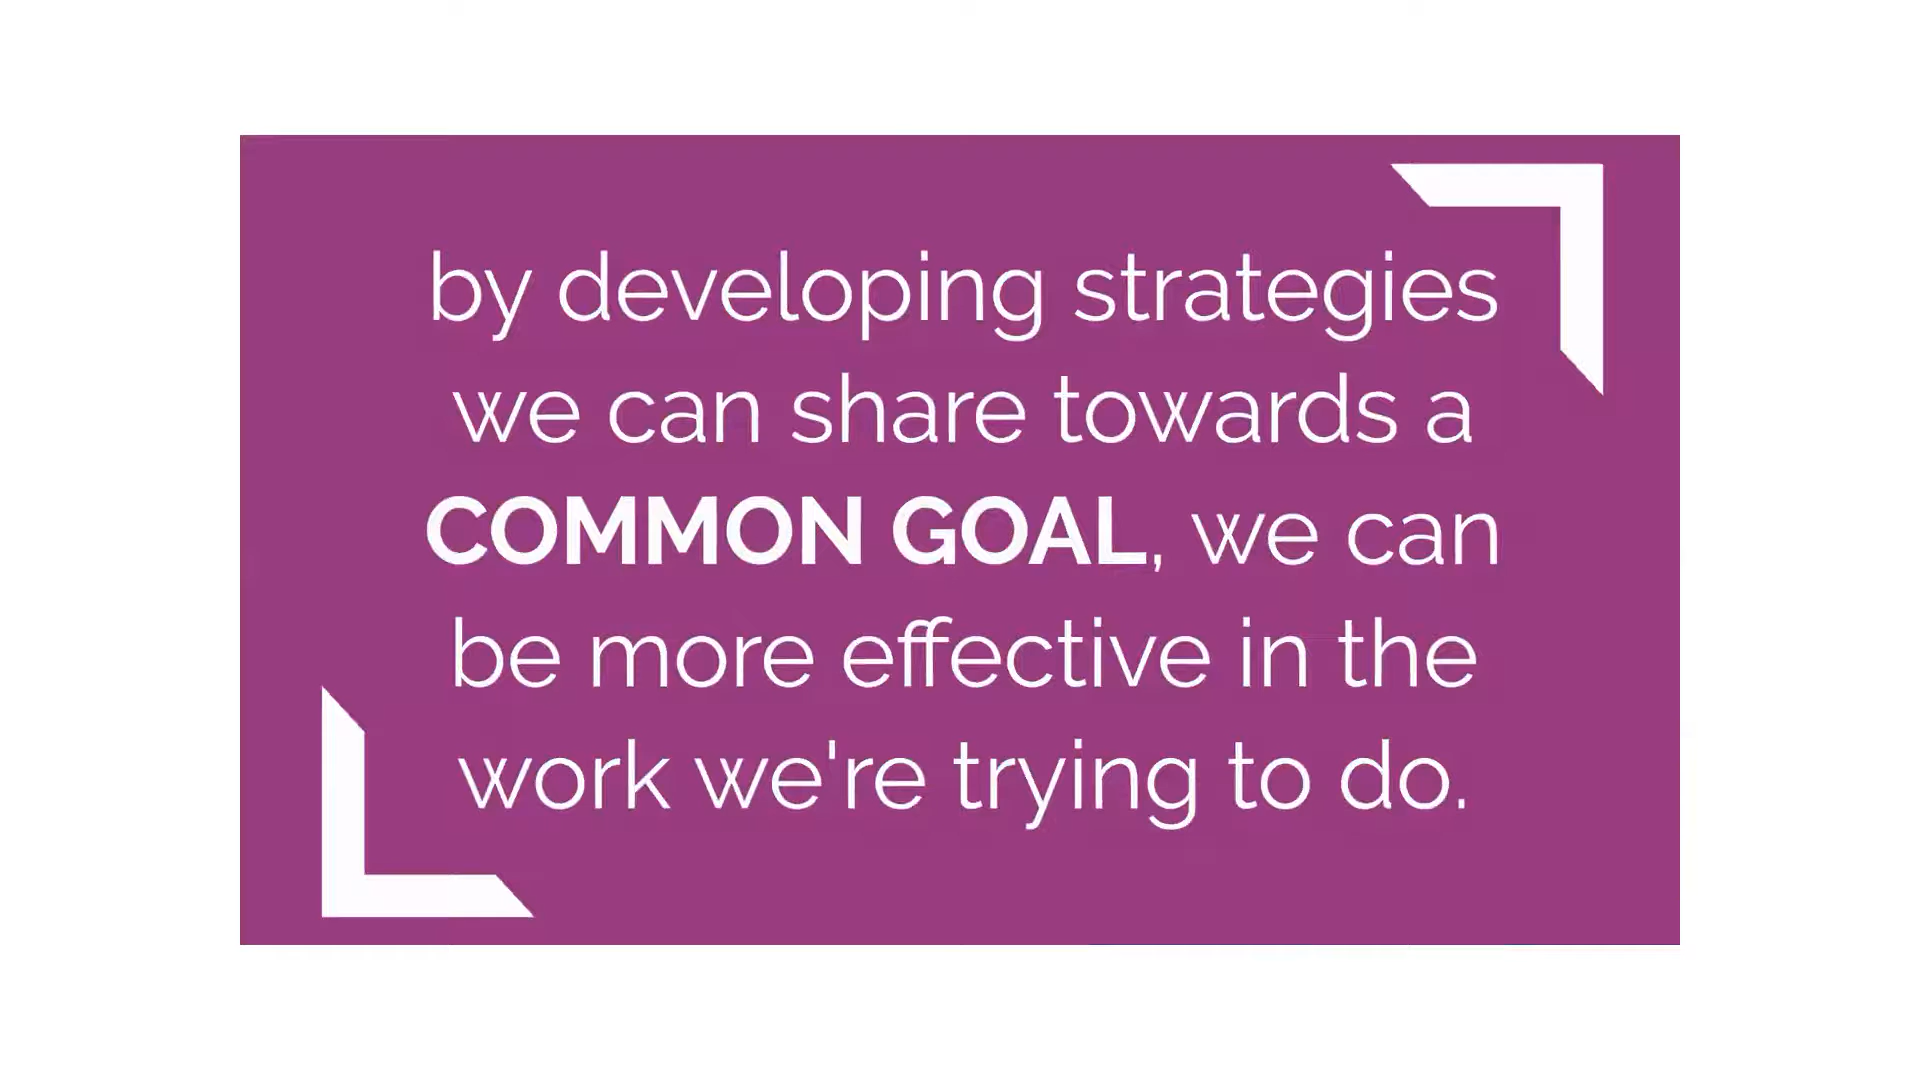 by developing strategies
we can share towards a
COMMON GOAL, we can
be more effective in the
work we're trying to do.